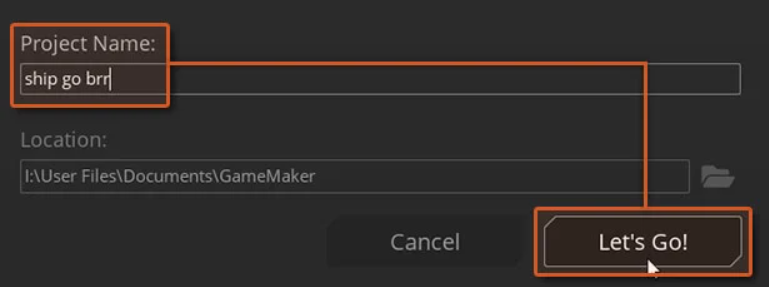 Project Name:
ship go brr
Location:
I:\User Files\Documents\GameMaker
Cancel
Let's Go!